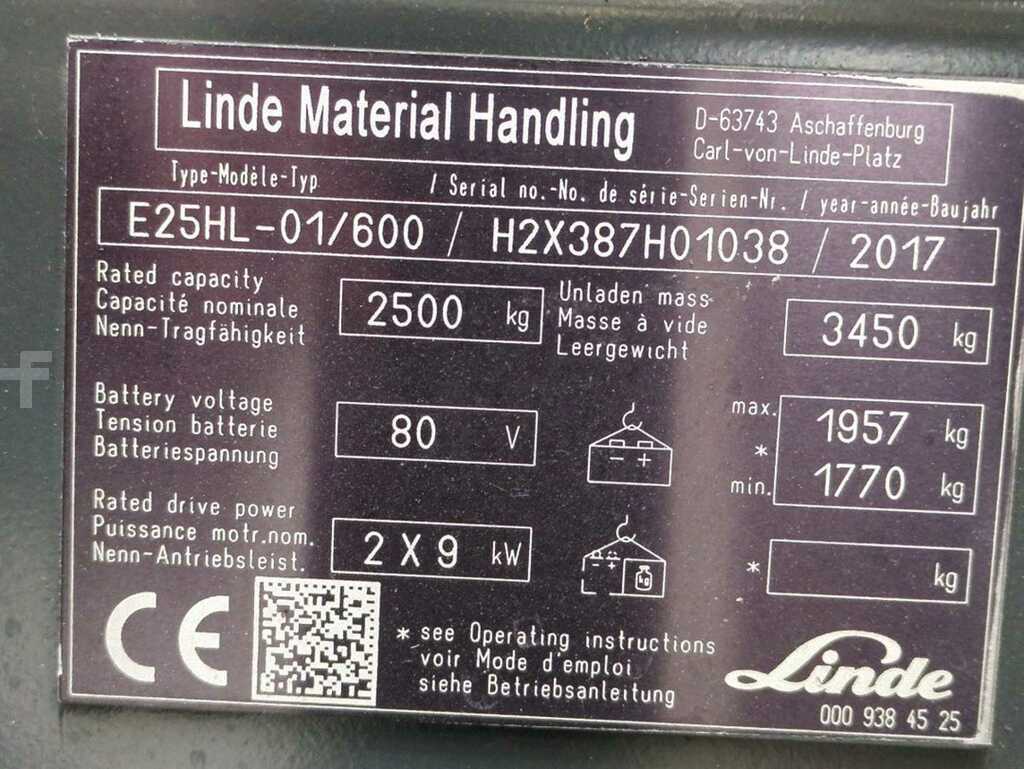 Linde Material Handling
D-63743 Aschaffenburg
Carl-von-Linde-Platz
Type-Modèle-Typ / Serial no.-No. de série-Serien-Nr. / year-année-Baujahr
E25HL-01/600 / H2X387H01038 / 2017
Rated capacity
Capacité nominale
Nenn-Tragfähigkeit
2500 kg
Unladen mass
Masse à vide
Leergewicht
3450 kg
Battery voltage
Tension batterie
Batteriespannung
80 V
- +
max. 1957 kg
*
min. 1770 kg
Rated drive power
Puissance motr.nom.
Nenn-Antriebsleist.
2 X 9 kW
- + kg
* kg
CE
* see Operating instructions
voir Mode d'emploi
siehe Betriebsanleitung
Linde
000 938 45 25
f